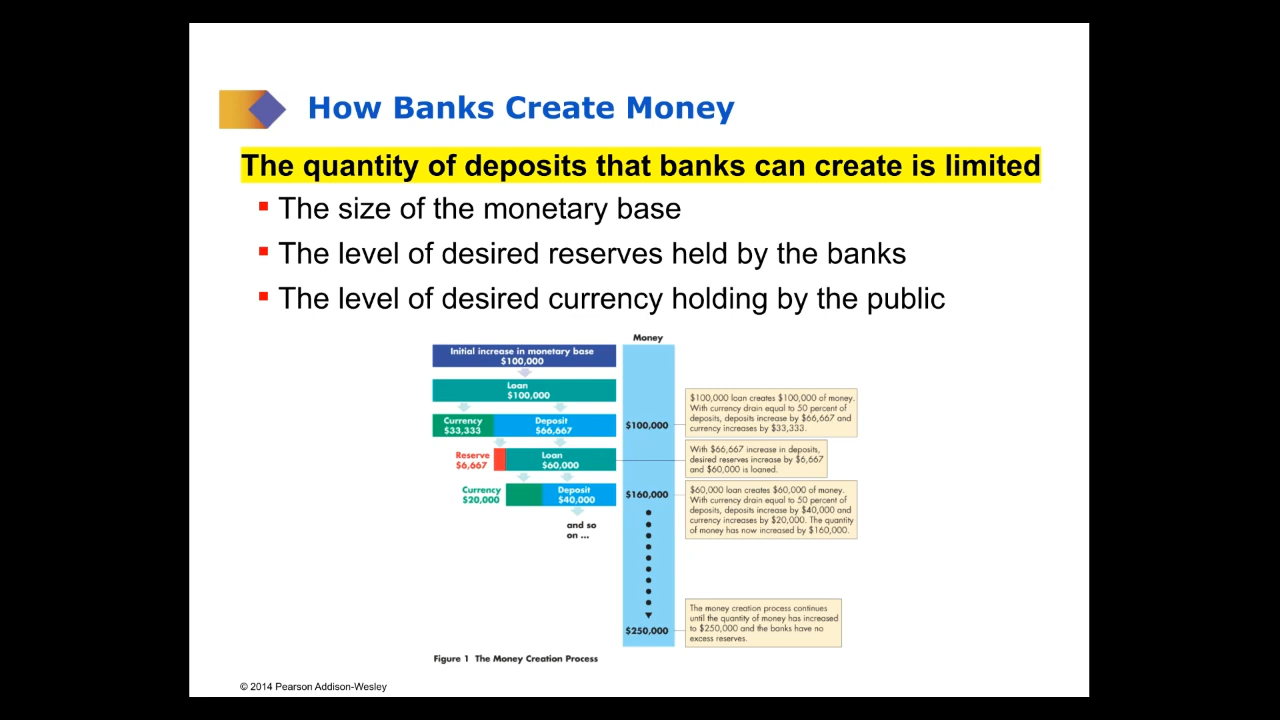 How Banks Create Money
The quantity of deposits that banks can create is limited
The size of the monetary base
The level of desired reserves held by the banks
The level of desired currency holding by the public
Money
Initial increase in monetary base
$100,000
Loan
$100,000
Currency
$33,333
Deposit
$66,667
$100,000
$100,000 loan creates $100,000 of money.
With currency drain equal to 50 percent of
deposits, deposits increase by $66,667 and
currency increases by $33,333.
Reserve
$6,667
Loan
$60,000
With $66,667 increase in deposits,
desired reserves increase by $6,667
and $60,000 is loaned.
Currency
$20,000
Deposit
$40,000
$160,000
$60,000 loan creates $60,000 of money.
With currency drain equal to 50 percent of
deposits, deposits increase by $40,000 and
currency increases by $20,000. The quantity
of money has now increased by $160,000.
and so
on ...
$250,000
The money creation process continues
until the quantity of money has increased
to $250,000 and the banks have no
excess reserves.
Figure 1 The Money Creation Process
© 2014 Pearson Addison-Wesley